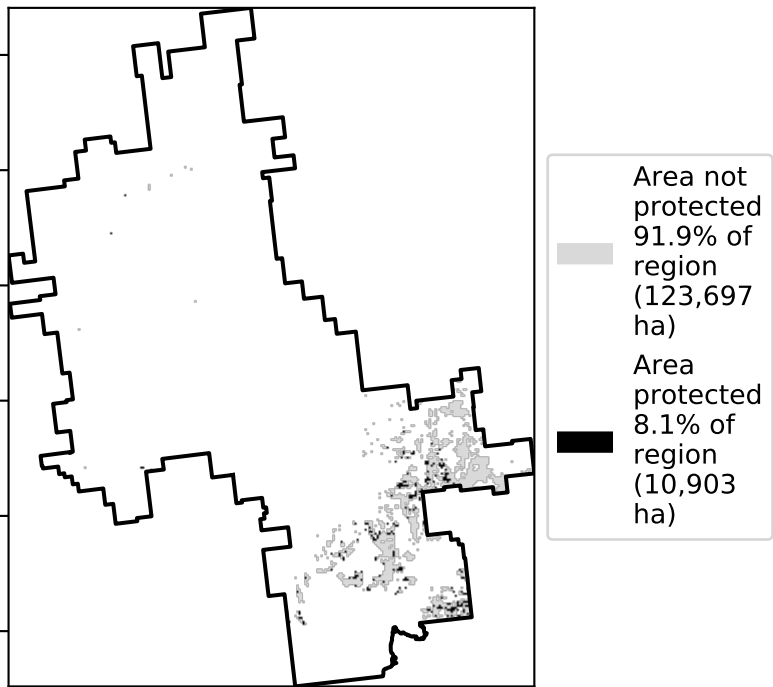 Area not
protected
91.9% of
region
(123,697
ha)
Area
protected
8.1% of
region
(10,903
ha)